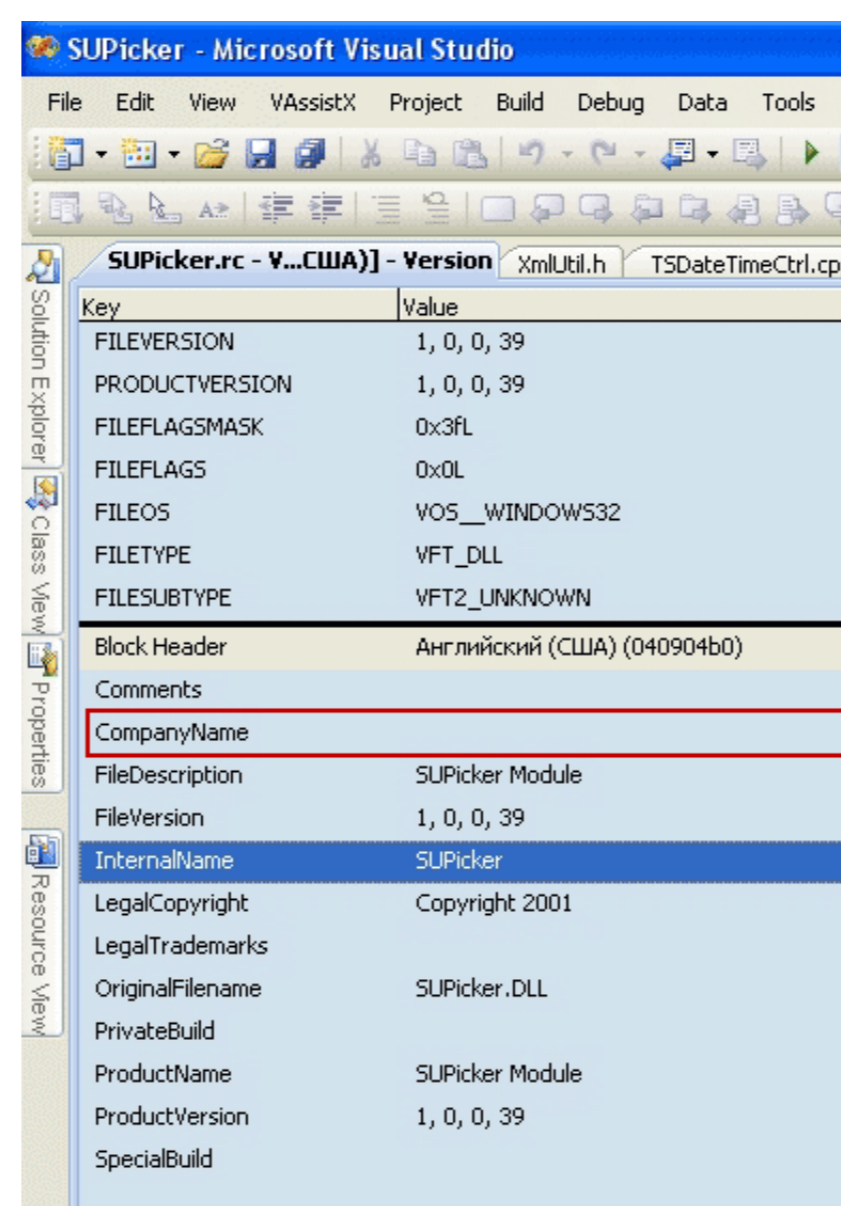 SUPicker - Microsoft Visual Studio
File Edit View VAssistX Project Build Debug Data Tools
SUPicker.rc - V...США)] - Version XmlUtil.h TSDateTimeCtrl.cp
Solution Explorer
Class View
Properties
Resource View
Key Value
FILEVERSION 1, 0, 0, 39
PRODUCTVERSION 1, 0, 0, 39
FILEFLAGSMASK 0x3fL
FILEFLAGS 0x0L
FILEOS VOS__WINDOWS32
FILETYPE VFT_DLL
FILESUBTYPE VFT2_UNKNOWN
Block Header Английский (США) (040904b0)
Comments
CompanyName
FileDescription SUPicker Module
FileVersion 1, 0, 0, 39
InternalName SUPicker
LegalCopyright Copyright 2001
LegalTrademarks
OriginalFilename SUPicker.DLL
PrivateBuild
ProductName SUPicker Module
ProductVersion 1, 0, 0, 39
SpecialBuild